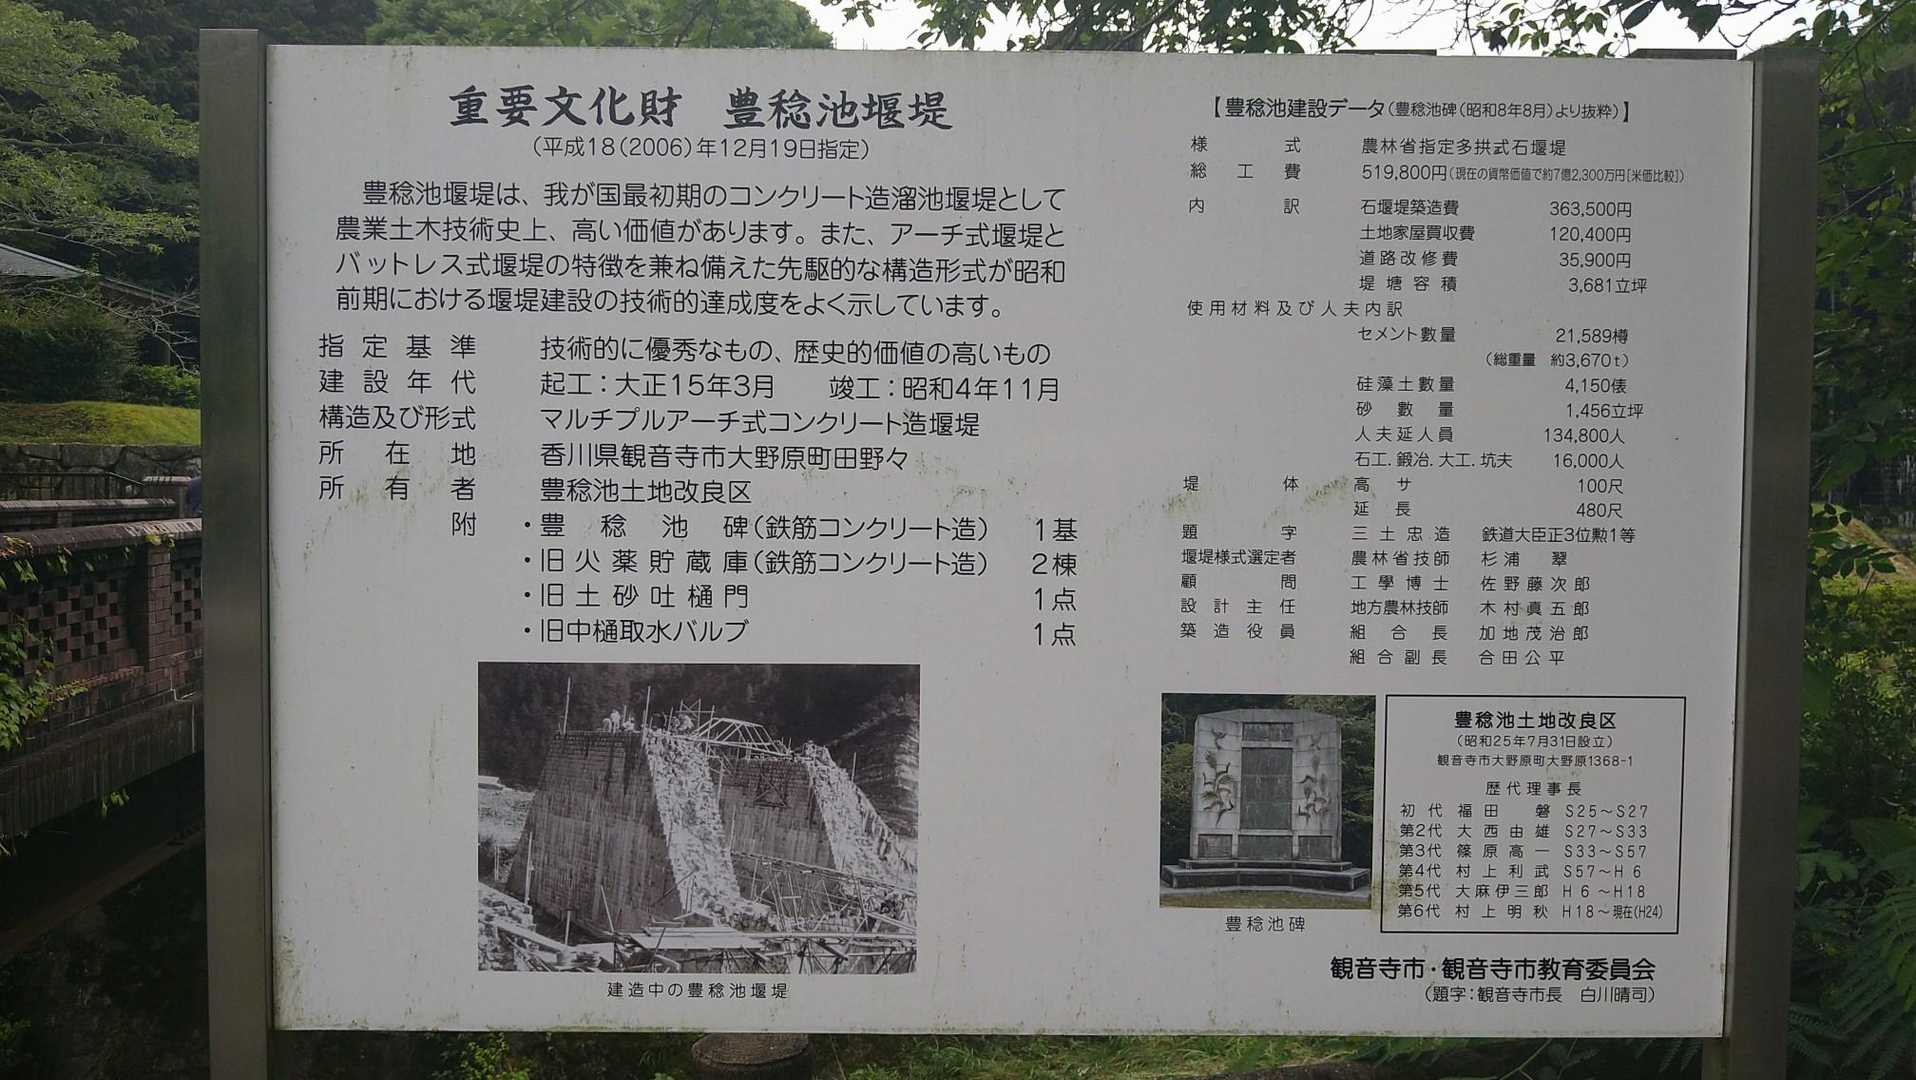 重要文化財　豊稔池堰堤
(平成18(2006)年12月19日指定)
豊稔池堰堤は、我が国最初期のコンクリート造溜池堰堤として
農業土木技術史上、高い価値があります。また、アーチ式堰堤と
バットレス式堰堤の特徴を兼ね備えた先駆的な構造形式が昭和
前期における堰堤建設の技術的達成度をよく示しています。
指定基準　技術的に優秀なもの、歴史的価値の高いもの
建設年代　起工：大正15年3月　竣工：昭和4年11月
構造及び形式　マルチプルアーチ式コンクリート造堰堤
所在地　香川県観音寺市大野原町田野々
所有者　豊稔池土地改良区
附　・豊稔池碑(鉄筋コンクリート造)　1基
・旧火薬貯蔵庫(鉄筋コンクリート造)　2棟
・旧土砂吐樋門　1点
・旧中樋取水バルブ　1点
建造中の豊稔池堰堤
【豊稔池建設データ(豊稔池碑(昭和8年8月)より抜粋)】
様式　農林省指定多拱式石堰堤
総工費　519,800円(現在の貨幣価値で約7億2,300万円[米価比較])
内訳　石堰堤築造費　363,500円
土地家屋買収費　120,400円
道路改修費　35,900円
堤塘容積　3,681立坪
使用材料及び人夫内訳
セメント數量　21,589樽
(総重量　約3,670t)
硅藻土數量　4,150俵
砂數量　1,456立坪
人夫延人員　134,800人
石工.鍛冶.大工.坑夫　16,000人
堤体　高サ　100尺
延長　480尺
題字　三土忠造　鉄道大臣正3位勲1等
堰堤様式選定者　農林省技師　杉浦　翠
顧問　工學博士　佐野藤次郎
設計主任　地方農林技師　木村眞五郎
築造役員　組合長　加地茂治郎
組合副長　合田公平
豊稔池碑
豊稔池土地改良区
(昭和25年7月31日設立)
観音寺市大野原町大野原1368-1
歴代理事長
初代　福田　磐　S25～S27
第2代　大西由雄　S27～S33
第3代　篠原高一　S33～S57
第4代　村上利武　S57～H6
第5代　大麻伊三郎　H6～H18
第6代　村上明秋　H18～現在(H24)
観音寺市・観音寺市教育委員会
(題字：観音寺市長　白川晴司)